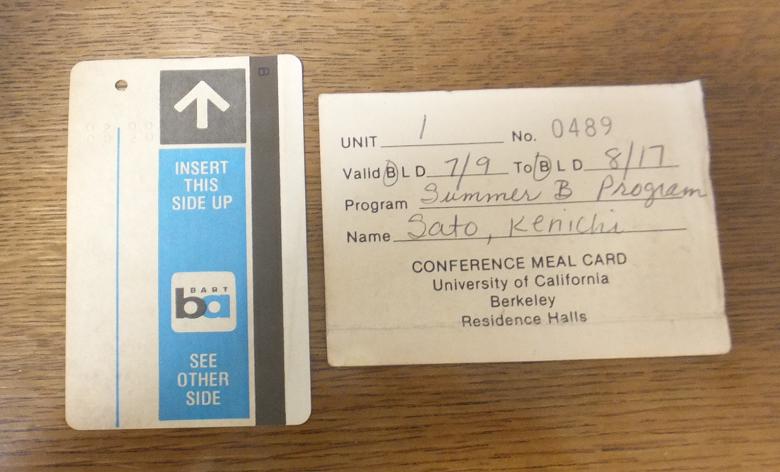 INSERT
THIS
SIDE UP
BART
ba
SEE
OTHER
SIDE
UNIT 1 No. 0489
Valid B L D 7/9 To B L D 8/17
Program Summer B Program
Name Sato, Kenichi
CONFERENCE MEAL CARD
University of California
Berkeley
Residence Halls